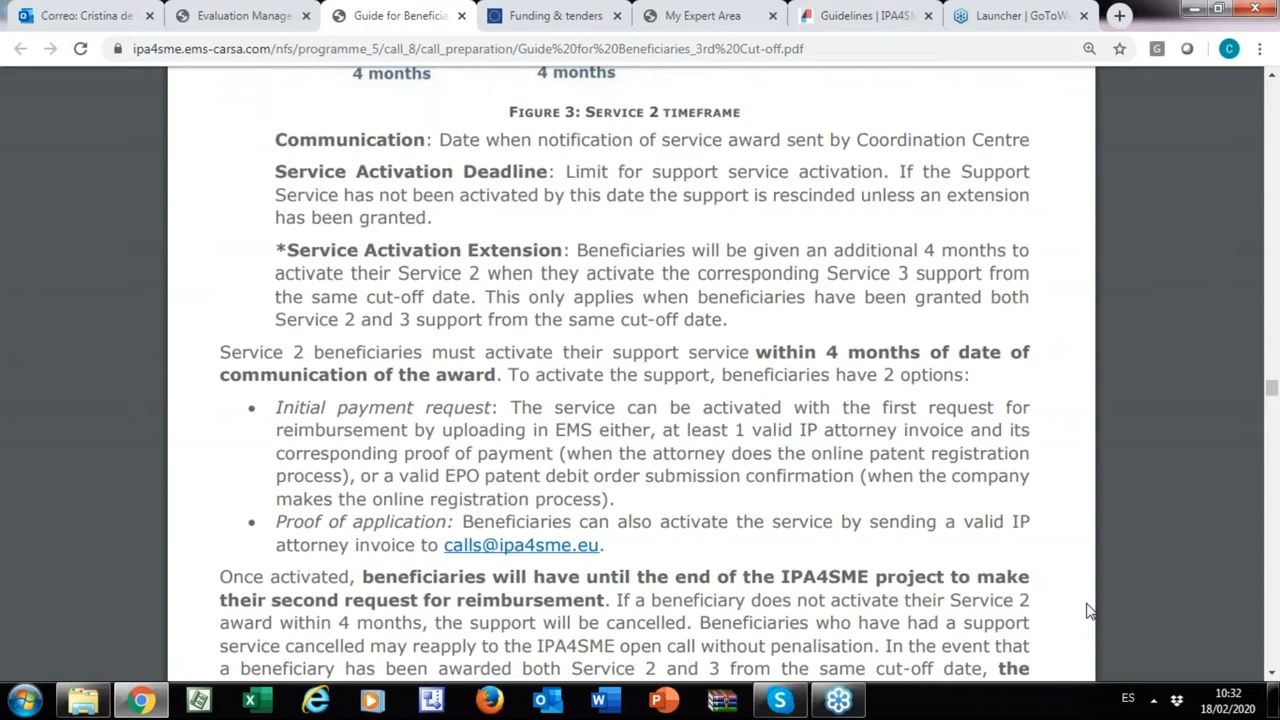 Correo: Cristina de
Evaluation Manage
Guide for Beneficia
Funding & tenders
My Expert Area
Guidelines | IPA4SM
Launcher | GoToWe
ipa4sme.ems-carsa.com/nfs/programme_5/call_8/call_preparation/Guide%20for%20Beneficiaries_3rd%20Cut-off.pdf
4 months 4 months
FIGURE 3: SERVICE 2 TIMEFRAME
Communication: Date when notification of service award sent by Coordination Centre
Service Activation Deadline: Limit for support service activation. If the Support
Service has not been activated by this date the support is rescinded unless an extension
has been granted.
*Service Activation Extension: Beneficiaries will be given an additional 4 months to
activate their Service 2 when they activate the corresponding Service 3 support from
the same cut-off date. This only applies when beneficiaries have been granted both
Service 2 and 3 support from the same cut-off date.
Service 2 beneficiaries must activate their support service within 4 months of date of
communication of the award. To activate the support, beneficiaries have 2 options:
• Initial payment request: The service can be activated with the first request for
reimbursement by uploading in EMS either, at least 1 valid IP attorney invoice and its
corresponding proof of payment (when the attorney does the online patent registration
process), or a valid EPO patent debit order submission confirmation (when the company
makes the online registration process).
• Proof of application: Beneficiaries can also activate the service by sending a valid IP
attorney invoice to calls@ipa4sme.eu.
Once activated, beneficiaries will have until the end of the IPA4SME project to make
their second request for reimbursement. If a beneficiary does not activate their Service 2
award within 4 months, the support will be cancelled. Beneficiaries who have had a support
service cancelled may reapply to the IPA4SME open call without penalisation. In the event that
a beneficiary has been awarded both Service 2 and 3 from the same cut-off date, the
ES
10:32
18/02/2020